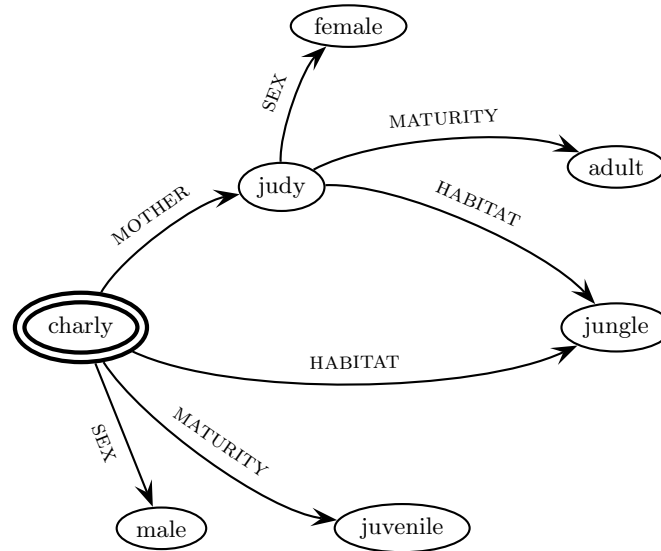 female
SEX
MATURITY
adult
judy
MOTHER
HABITAT
charly
jungle
HABITAT
SEX
MATURITY
male
juvenile